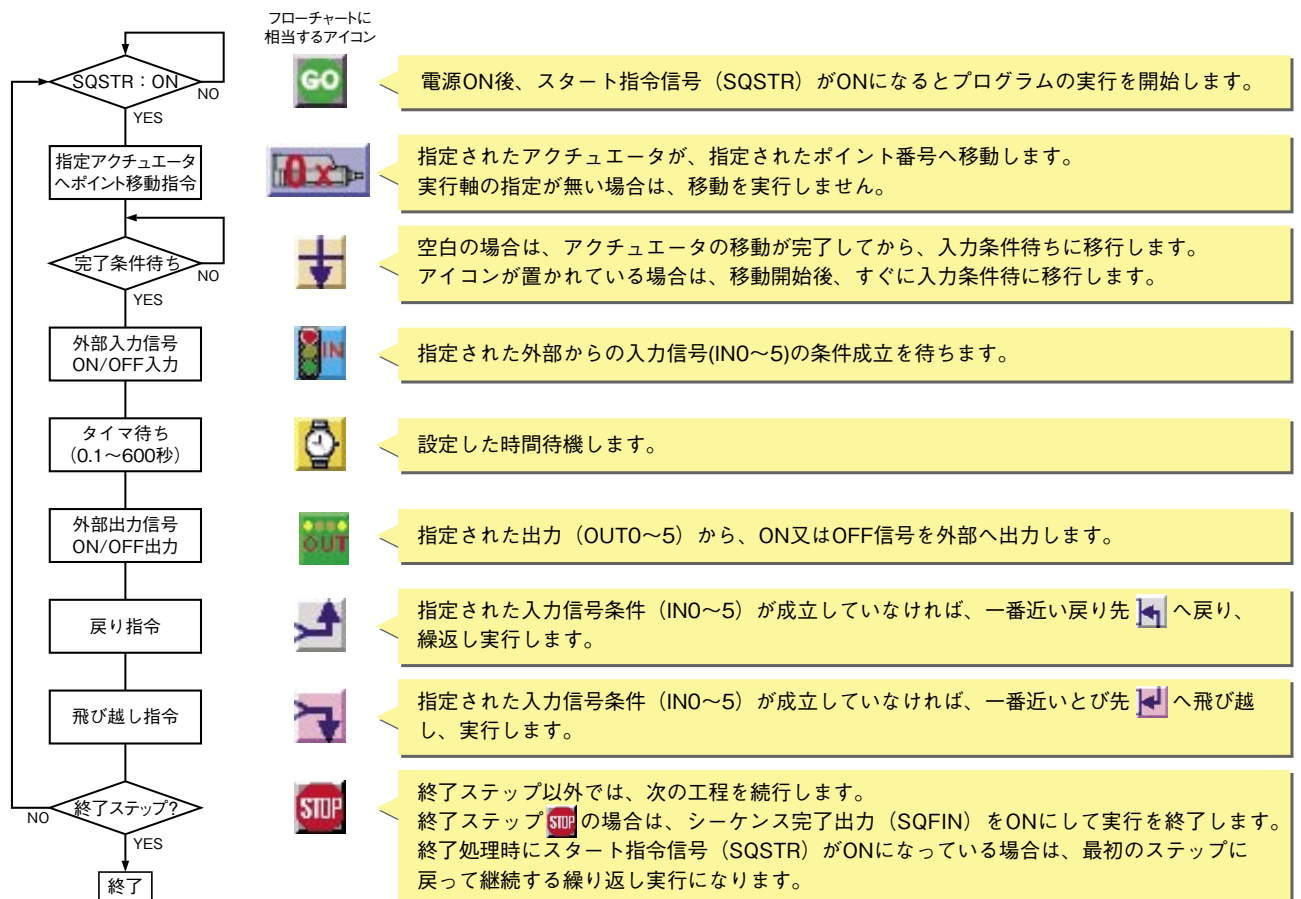 フローチャートに
相当するアイコン
SQSTR：ON
NO
YES
GO
電源ON後、スタート指令信号（SQSTR）がONになるとプログラムの実行を開始します。
指定アクチュエータ
へポイント移動指令
0x
指定されたアクチュエータが、指定されたポイント番号へ移動します。
実行軸の指定が無い場合は、移動を実行しません。
完了条件待ち
NO
YES
空白の場合は、アクチュエータの移動が完了してから、入力条件待ちに移行します。
アイコンが置かれている場合は、移動開始後、すぐに入力条件待に移行します。
外部入力信号
ON/OFF入力
IN
指定された外部からの入力信号(IN0～5)の条件成立を待ちます。
タイマ待ち
（0.1～600秒）
設定した時間待機します。
外部出力信号
ON/OFF出力
OUT
指定された出力（OUT0～5）から、ON又はOFF信号を外部へ出力します。
戻り指令
指定された入力信号条件（IN0～5）が成立していなければ、一番近い戻り先 へ戻り、
繰返し実行します。
飛び越し指令
指定された入力信号条件（IN0～5）が成立していなければ、一番近いとび先 へ飛び越
し、実行します。
終了ステップ?
NO
YES
終了
STOP
終了ステップ以外では、次の工程を続行します。
終了ステップ STOP の場合は、シーケンス完了出力（SQFIN）をONにして実行を終了します。
終了処理時にスタート指令信号（SQSTR）がONになっている場合は、最初のステップに
戻って継続する繰り返し実行になります。